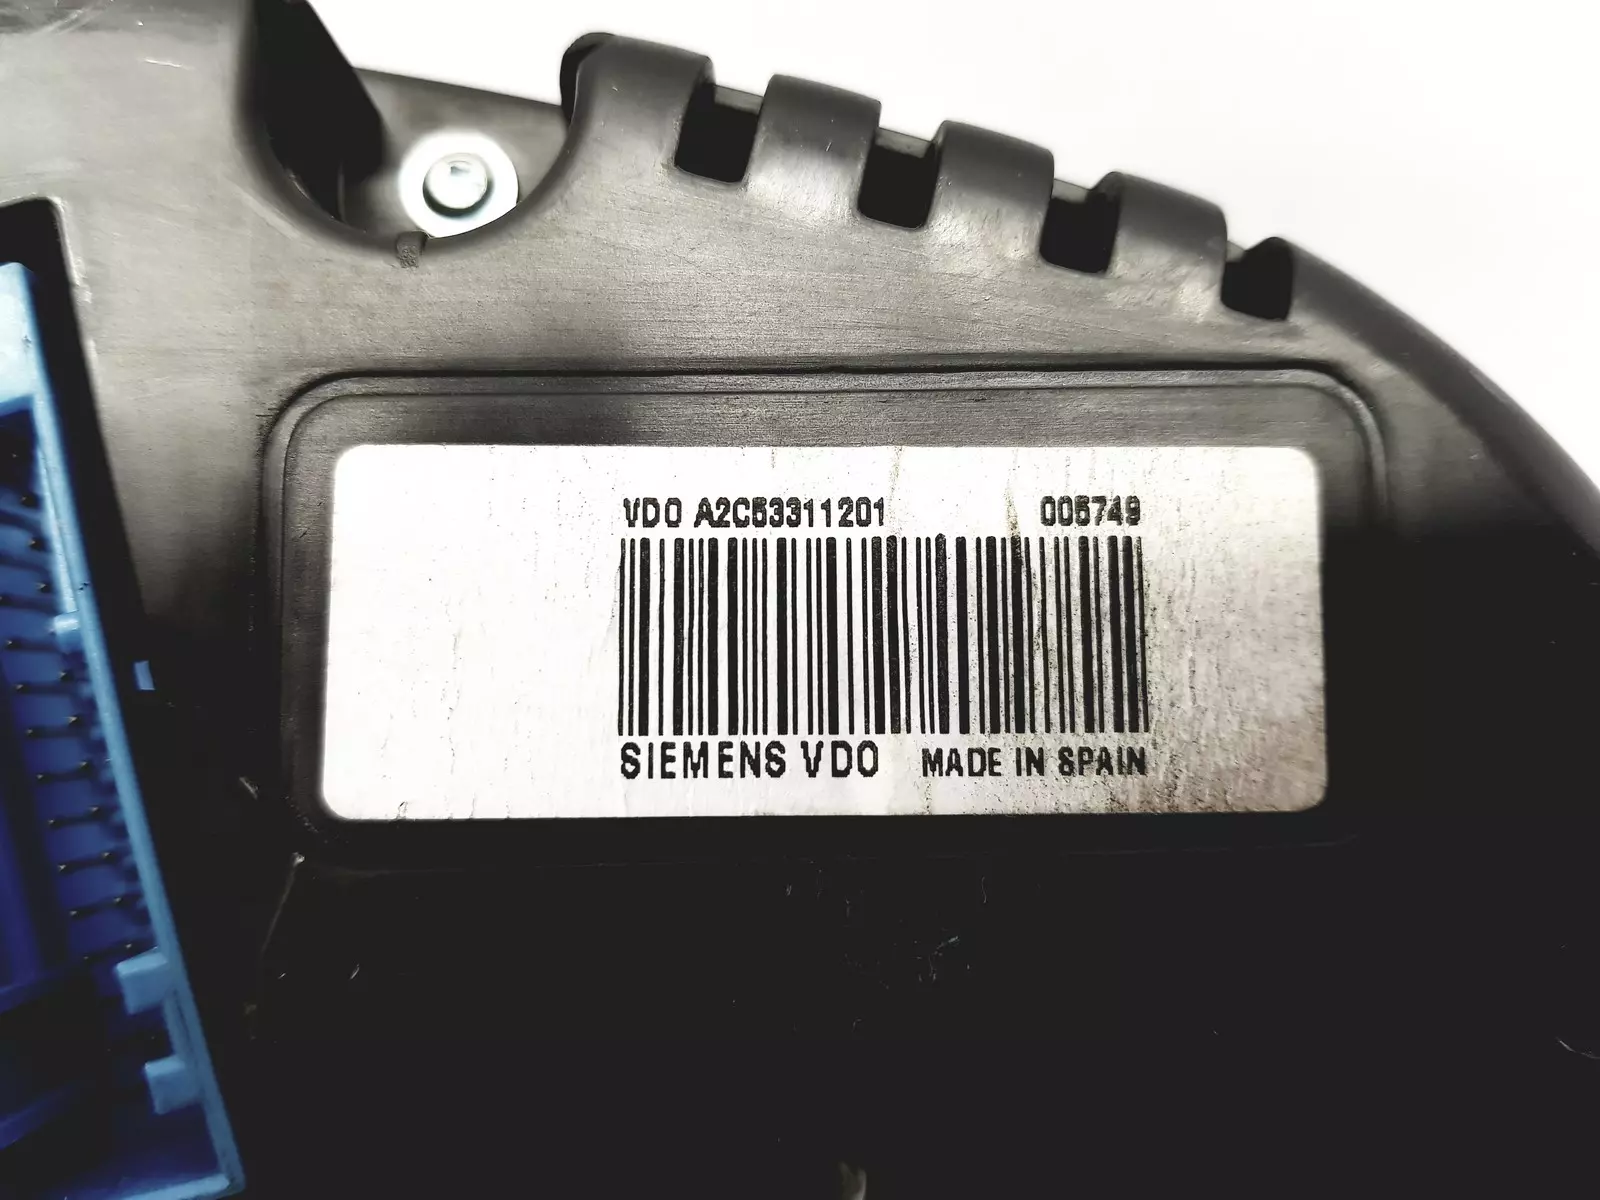 VDO A2C53311201 005749
SIEMENS VDO MADE IN SPAIN